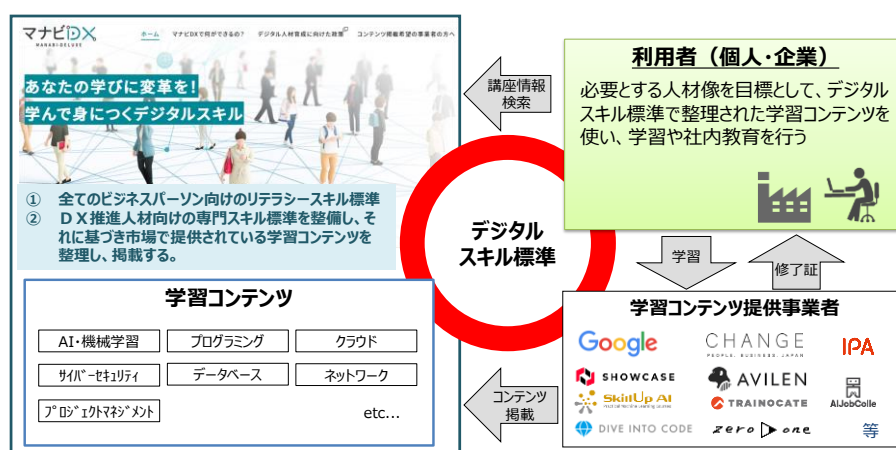 マナビDX
MANABI-DELUXE
ホーム マナビDXで何ができるの? デジタル人材育成に向けた政策 コンテンツ掲載希望の事業者の方へ
あなたの学びに変革を!
学んで身につくデジタルスキル
① 全てのビジネスパーソン向けのリテラシースキル標準
② DX推進人材向けの専門スキル標準を整備し、そ
れに基づき市場で提供されている学習コンテンツを
整理し、掲載する。
学習コンテンツ
AI・機械学習 プログラミング クラウド
サイバーセキュリティ データベース ネットワーク
プロジェクトマネジメント etc...
講座情報
検索
デジタル
スキル標準
コンテンツ
掲載
利用者(個人・企業)
必要とする人材像を目標として、デジタル
スキル標準で整理された学習コンテンツを
使い、学習や社内教育を行う
学習
修了証
学習コンテンツ提供事業者
Google CHANGE IPA
PEOPLE, BUSINESS, JAPAN
SHOWCASE AVILEN
SkillUp AI TRAINOCATE AIJobColle
Practical Machine Learning Courses
DIVE INTO CODE zero one 等